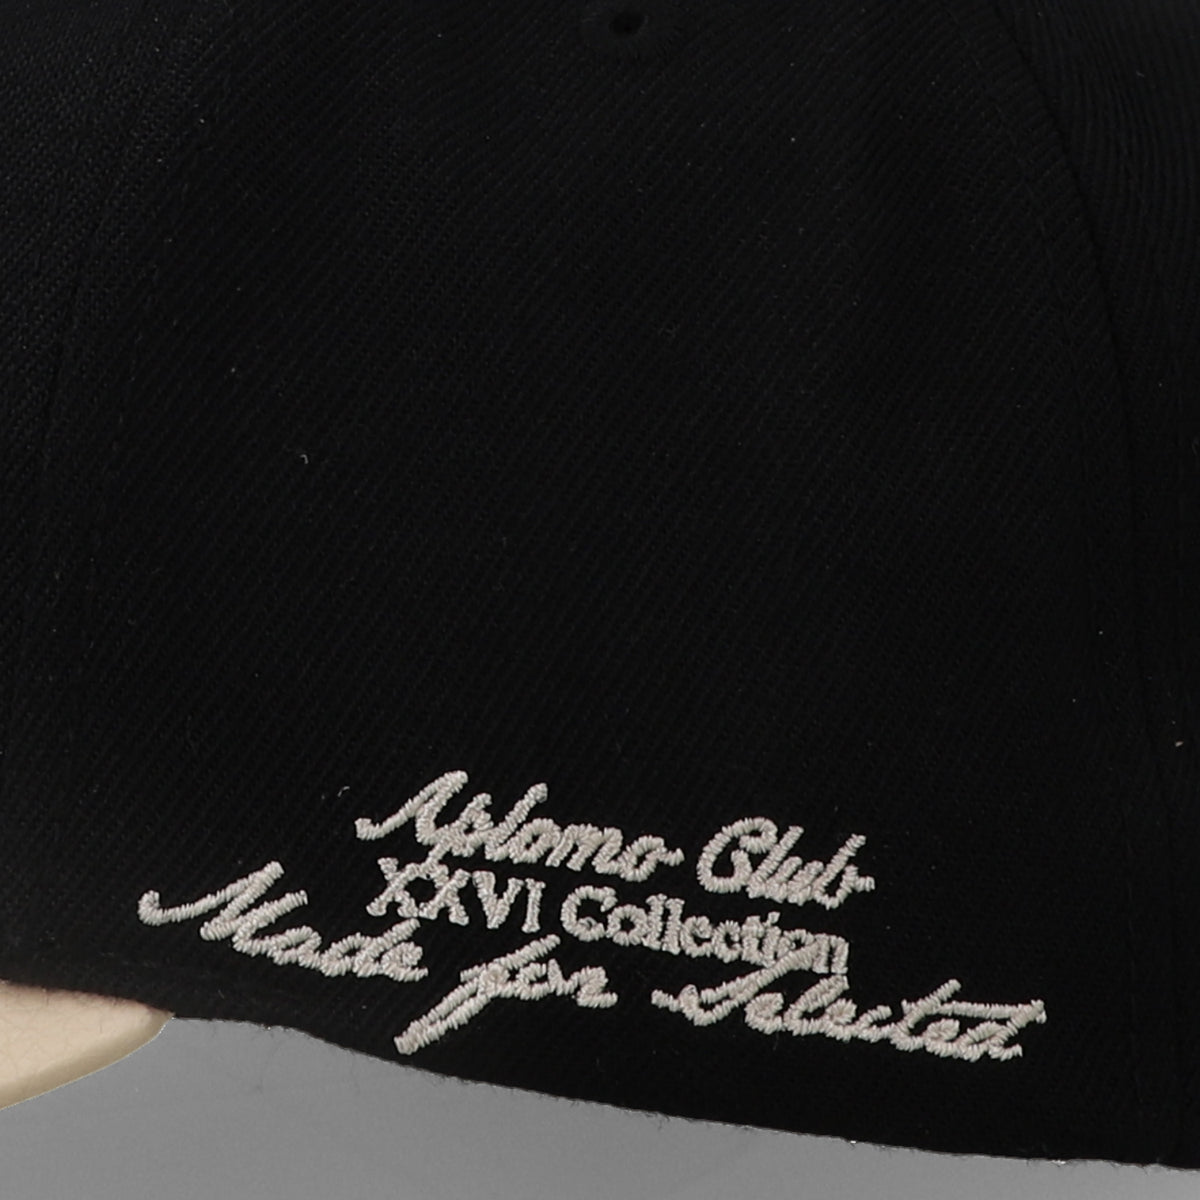 Aplomo Club
XXVI Collection
Made for Selected